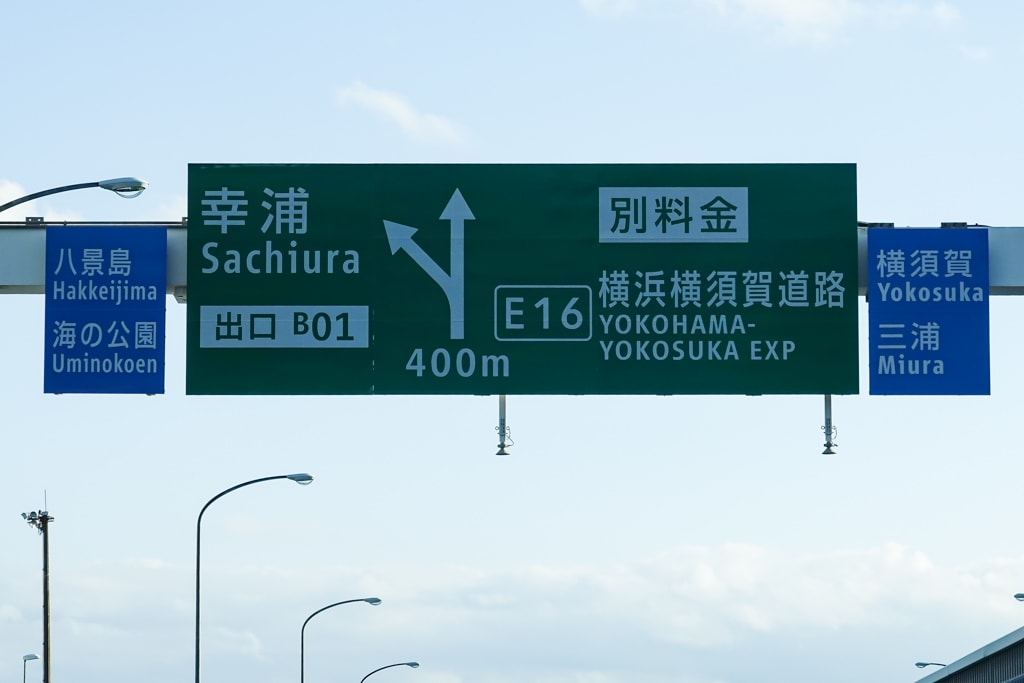 八景島
Hakkeijima
海の公園
Uminokoen
幸浦
Sachiura
出口 B01
400m
別料金
E16
横浜横須賀道路
YOKOHAMA-
YOKOSUKA EXP
横須賀
Yokosuka
三浦
Miura